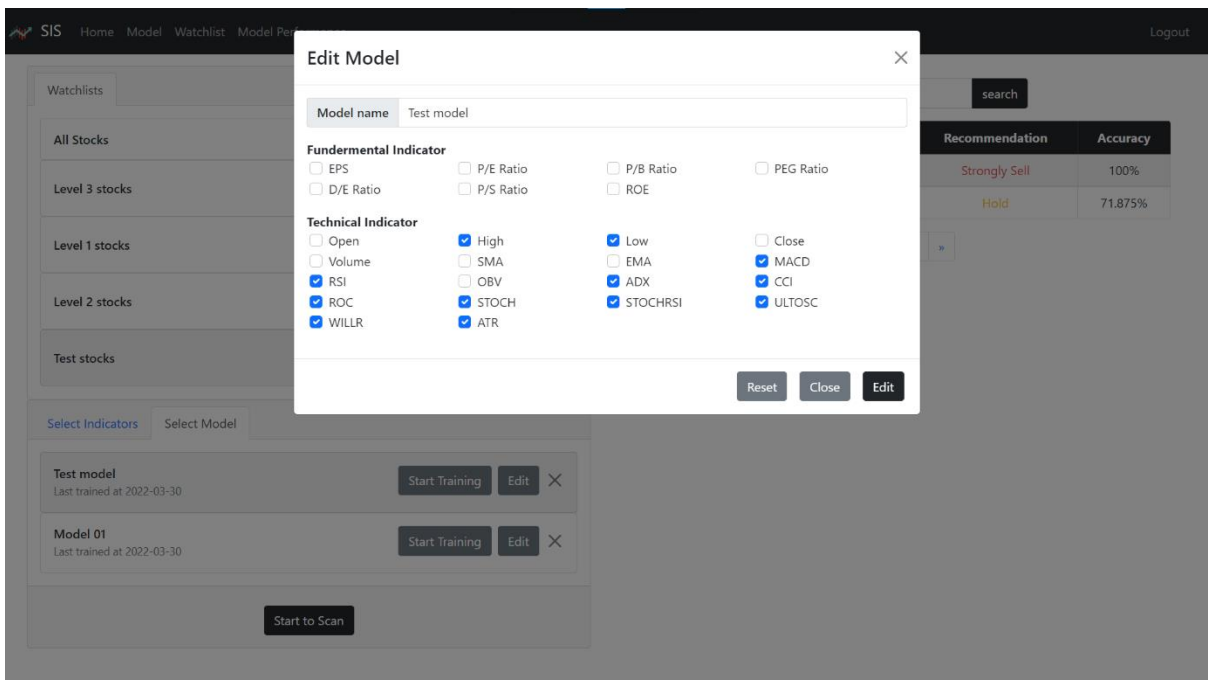 SIS Home Model Watchlist Model Per Logout
Edit Model
Watchlists
search
Model name Test model
All Stocks
Recommendation Accuracy
Fundermental Indicator
EPS P/E Ratio P/B Ratio PEG Ratio
Strongly Sell 100%
D/E Ratio P/S Ratio ROE
Level 3 stocks
Hold 71.875%
Technical Indicator
Open High Low Close
Level 1 stocks
»
Volume SMA EMA MACD
RSI OBV ADX CCI
Level 2 stocks
ROC STOCH STOCHRSI ULTOSC
WILLR ATR
Test stocks
Reset Close Edit
Select Indicators Select Model
Test model
Last trained at 2022-03-30
Start Training Edit
Model 01
Last trained at 2022-03-30
Start Training Edit
Start to Scan